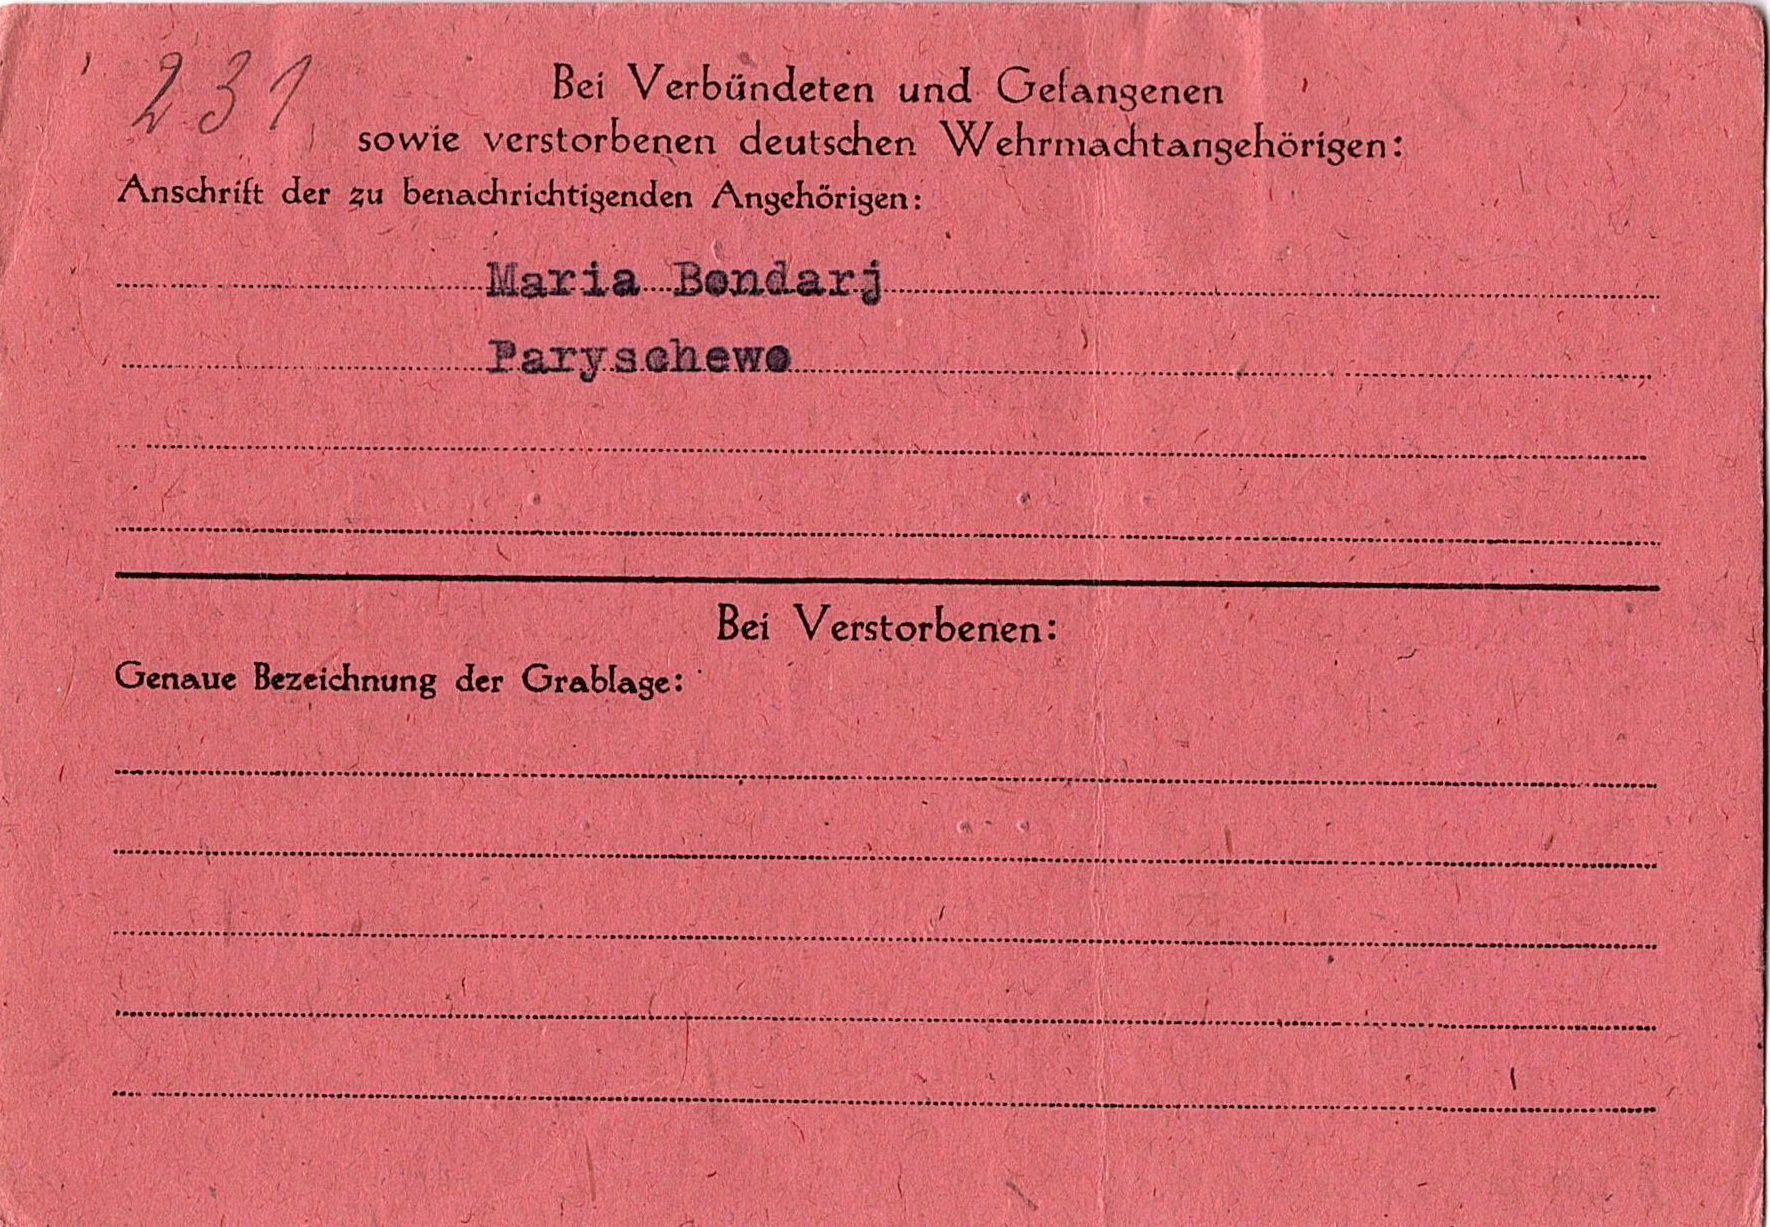 231
Bei Verbündeten und Gefangenen
sowie verstorbenen deutschen Wehrmachtangehörigen:
Anschrift der zu benachrichtigenden Angehörigen:
Maria Bondarj
Paryschewo
Bei Verstorbenen:
Genaue Bezeichnung der Grablage: